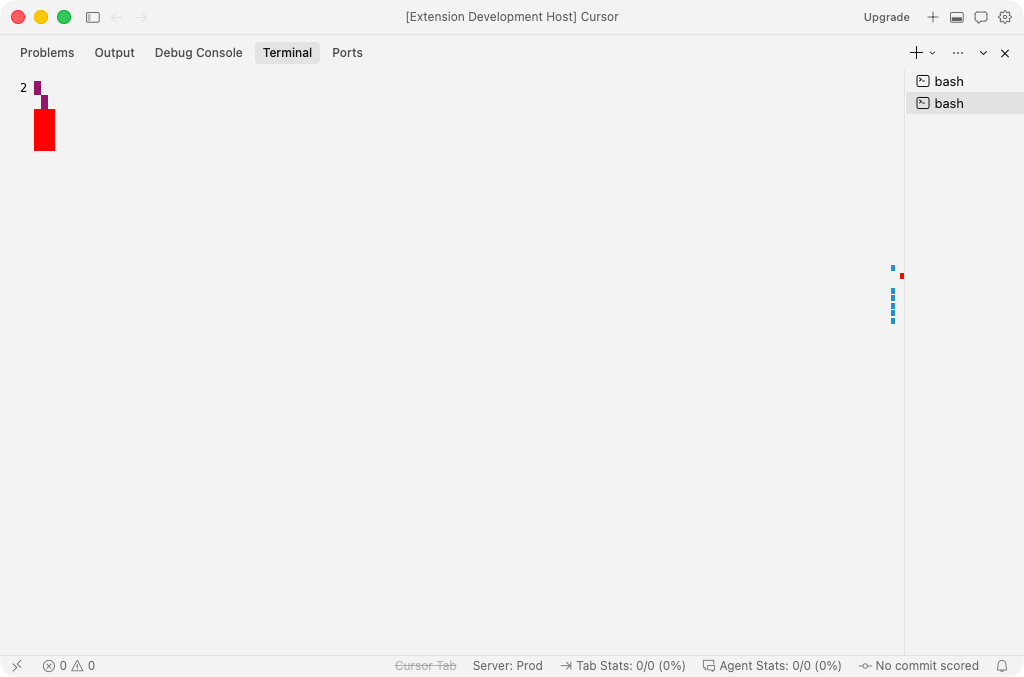 [Extension Development Host] Cursor
Upgrade
Problems Output Debug Console Terminal Ports
2
bash
bash
0 0 Cursor Tab Server: Prod Tab Stats: 0/0 (0%) Agent Stats: 0/0 (0%) No commit scored